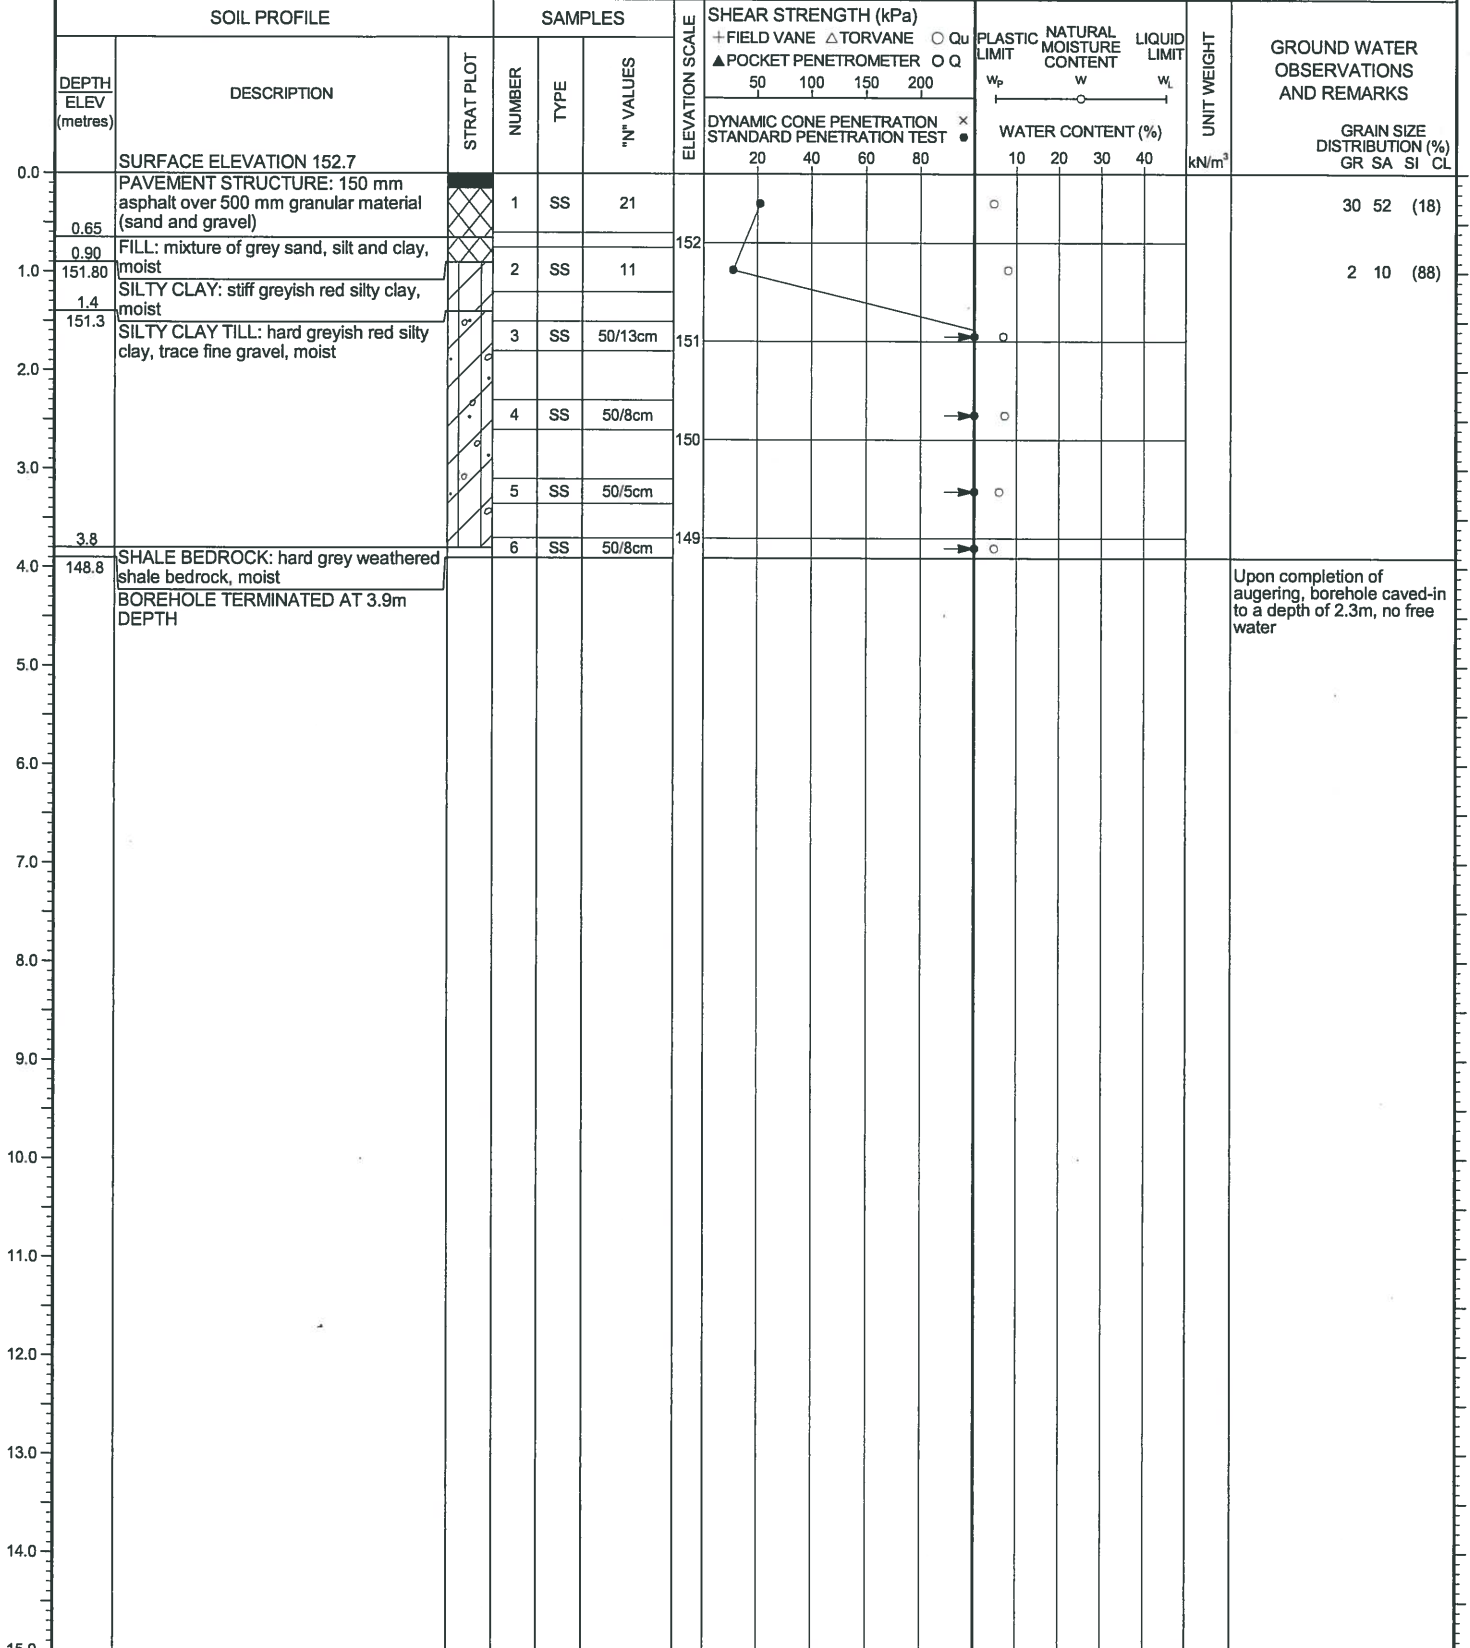 SOIL PROFILE
SAMPLES
ELEVATION SCALE
SHEAR STRENGTH (kPa)
+ FIELD VANE △ TORVANE ○ Qu
▲ POCKET PENETROMETER O Q
50 100 150 200
DYNAMIC CONE PENETRATION ×
STANDARD PENETRATION TEST ●
20 40 60 80
PLASTIC LIMIT
NATURAL MOISTURE CONTENT
LIQUID LIMIT
WP W WL
WATER CONTENT (%)
10 20 30 40
UNIT WEIGHT
kN/m³
GROUND WATER
OBSERVATIONS
AND REMARKS
GRAIN SIZE
DISTRIBUTION (%)
GR SA SI CL
DEPTH
ELEV
(metres)
DESCRIPTION
STRAT PLOT
NUMBER
TYPE
"N" VALUES
SURFACE ELEVATION 152.7
0.0
PAVEMENT STRUCTURE: 150 mm
asphalt over 500 mm granular material
(sand and gravel)
1 SS 21
30 52 (18)
0.65
152
FILL: mixture of grey sand, silt and clay,
moist
0.90
151.80
1.0
2 SS 11
2 10 (88)
SILTY CLAY: stiff greyish red silty clay,
moist
1.4
151.3
SILTY CLAY TILL: hard greyish red silty
clay, trace fine gravel, moist
3 SS 50/13cm
151
2.0
4 SS 50/8cm
150
3.0
5 SS 50/5cm
149
3.8
6 SS 50/8cm
SHALE BEDROCK: hard grey weathered
shale bedrock, moist
4.0
148.8
BOREHOLE TERMINATED AT 3.9m
DEPTH
Upon completion of
augering, borehole caved-in
to a depth of 2.3m, no free
water
5.0
6.0
7.0
8.0
9.0
10.0
11.0
12.0
13.0
14.0
15.0